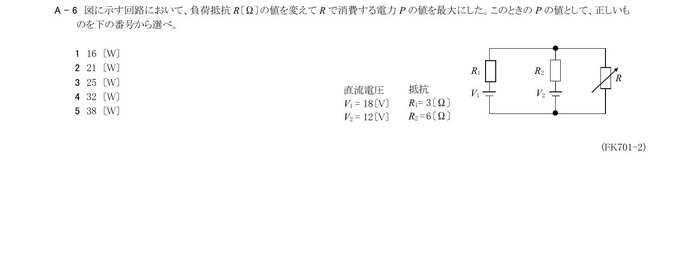 A-6 図に示す回路において、負荷抵抗R〔Ω〕の値を変えてRで消費する電力Pの値を最大にした。このときのPの値として、正しいも
のを下の番号から選べ。
1 16 〔W〕
2 21 〔W〕
3 25 〔W〕
4 32 〔W〕
5 38 〔W〕
直流電圧 抵抗
V₁=18〔V〕 R₁=3〔Ω〕
V₂=12〔V〕 R₂=6〔Ω〕
R₁ R₂ R
V₁ V₂
(FK701-2)